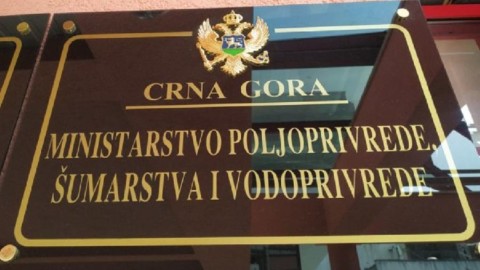 CRNA GORA
MINISTARSTVO POLJOPRIVREDE,
ŠUMARSTVA I VODOPRIVREDE